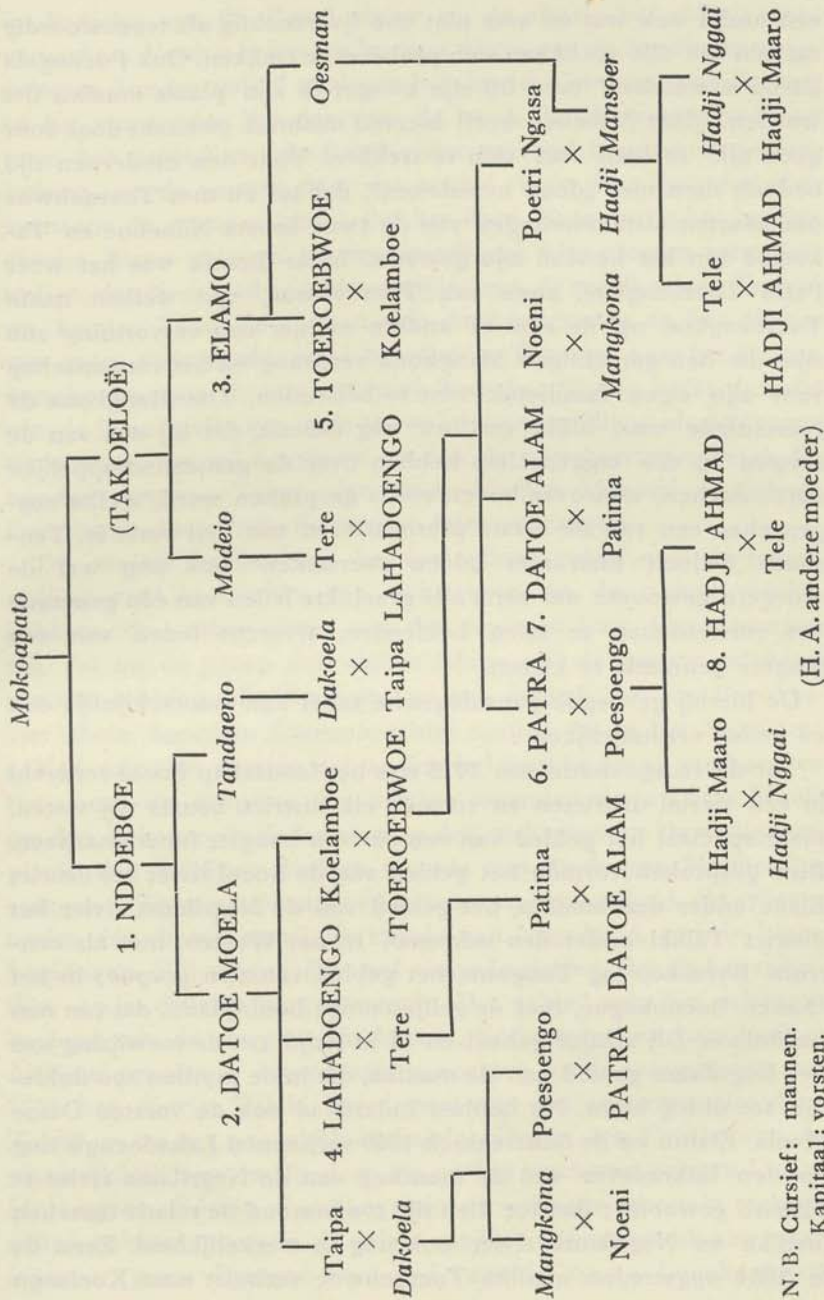 Mokoapato
1. NDOEBOE (TAKOELOË)
2. DATOE MOELA Tandaeno Modeio 3. ELAMO
Taipa 4. LAHADOENGO Koelamboe Dakoela Tere 5. TOEROEBWOE Oesman
× × × × × ×
Dakoela Tere TOEROEBWOE Taipa LAHADOENGO Koelamboe
Mangkona Poesoengo Patina 6. PATRA 7. DATOE ALAM Noeni Poetri Ngasa
× × × × × × ×
Noeni PATRA DATOE ALAM Poesoengo Patina Mangkona Hadji Mansoer
Hadji Maaro 8. HADJI AHMAD Tele Hadji Nggai
× × × ×
Hadji Nggai Tele HADJI AHMAD Hadji Maaro
(H. A. andere moeder)
N. B. Cursief : mannen.
Kapitaal: vorsten.